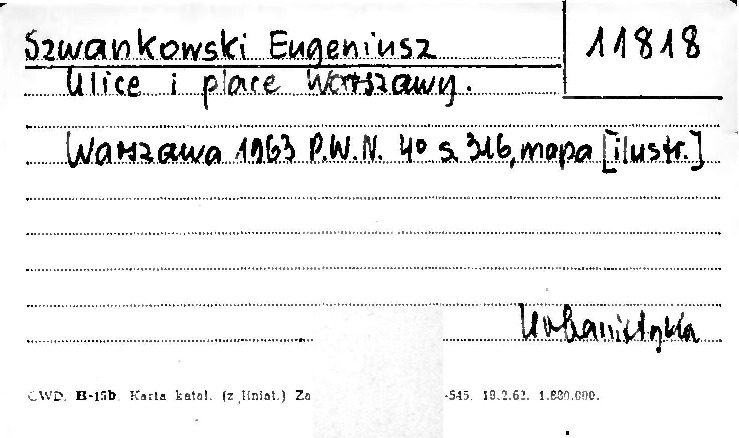 Szwankowski Eugeniusz 11818
Ulice i place Warszawy.
Warszawa 1963 P.W.N. 4° s. 316, mapa [ilustr.]
Urbanistyka
CWD. B-15b. Karta katal. (z liniat.) Za -545. 19.2.62. 1.880.000.